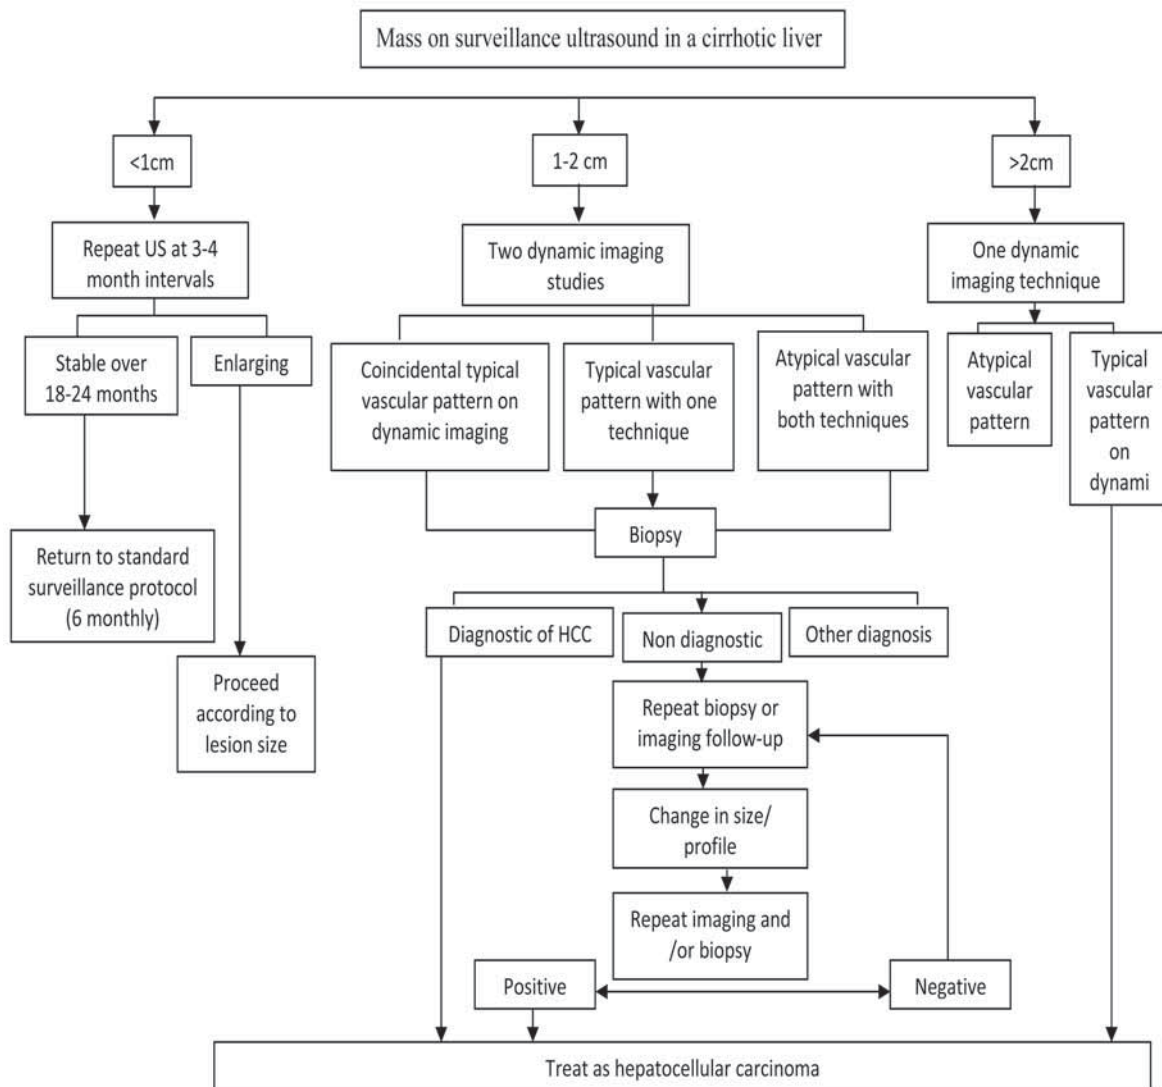 Mass on surveillance ultrasound in a cirrhotic liver
<1cm
1-2 cm
>2cm
Repeat US at 3-4
month intervals
Two dynamic imaging
studies
One dynamic
imaging technique
Stable over
18-24 months
Enlarging
Coincidental typical
vascular pattern on
dynamic imaging
Typical vascular
pattern with one
technique
Atypical vascular
pattern with
both techniques
Atypical
vascular
pattern
Typical
vascular
pattern
on
dynami
Biopsy
Return to standard
surveillance protocol
(6 monthly)
Diagnostic of HCC
Non diagnostic
Other diagnosis
Proceed
according to
lesion size
Repeat biopsy or
imaging follow-up
Change in size/
profile
Repeat imaging and
/or biopsy
Positive
Negative
Treat as hepatocellular carcinoma